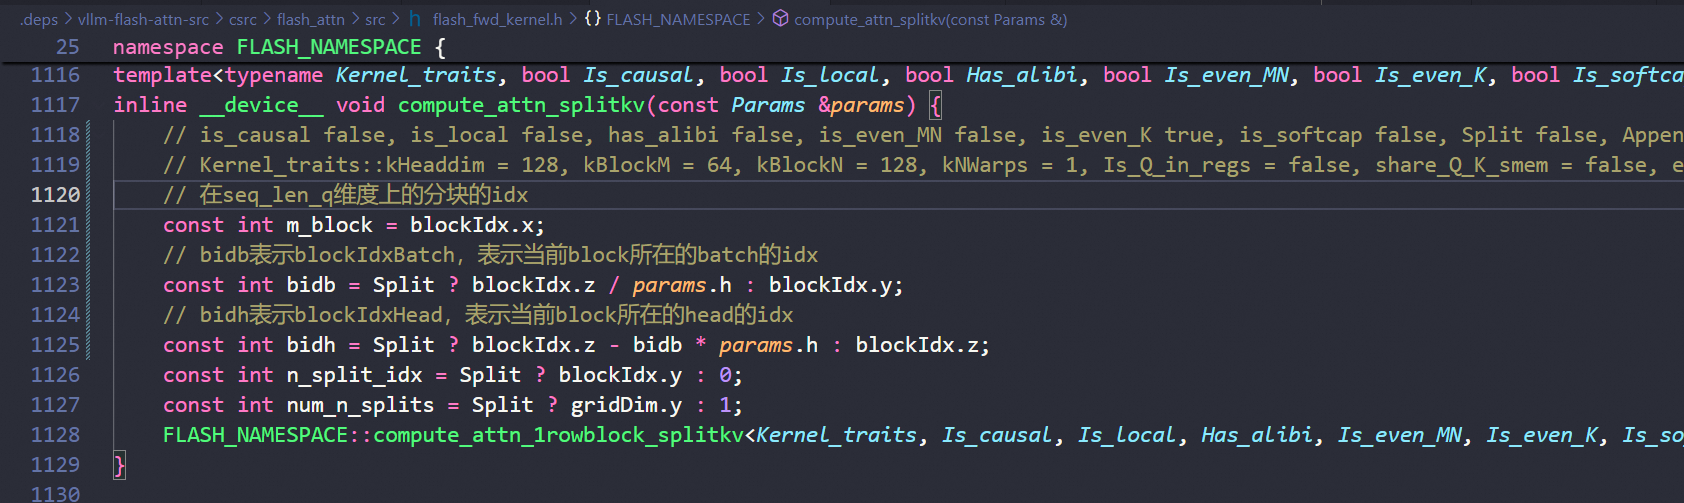 .deps > vllm-flash-attn-src > csrc > flash_attn > src > h flash_fwd_kernel.h > {} FLASH_NAMESPACE > compute_attn_splitkv(const Params &)
25 namespace FLASH_NAMESPACE {
1116 template<typename Kernel_traits, bool Is_causal, bool Is_local, bool Has_alibi, bool Is_even_MN, bool Is_even_K, bool Is_softca
1117 inline __device__ void compute_attn_splitkv(const Params &params) {
1118 // is_causal false, is_local false, has_alibi false, is_even_MN false, is_even_K true, is_softcap false, Split false, Appen
1119 // Kernel_traits::kHeaddim = 128, kBlockM = 64, kBlockN = 128, kNWarps = 1, Is_Q_in_regs = false, share_Q_K_smem = false, e
1120 // 在seq_len_q维度上的分块的idx
1121 const int m_block = blockIdx.x;
1122 // bidb表示blockIdxBatch，表示当前block所在的batch的idx
1123 const int bidb = Split ? blockIdx.z / params.h : blockIdx.y;
1124 // bidh表示blockIdxHead，表示当前block所在的head的idx
1125 const int bidh = Split ? blockIdx.z - bidb * params.h : blockIdx.z;
1126 const int n_split_idx = Split ? blockIdx.y : 0;
1127 const int num_n_splits = Split ? gridDim.y : 1;
1128 FLASH_NAMESPACE::compute_attn_1rowblock_splitkv<Kernel_traits, Is_causal, Is_local, Has_alibi, Is_even_MN, Is_even_K, Is_so
1129 }
1130